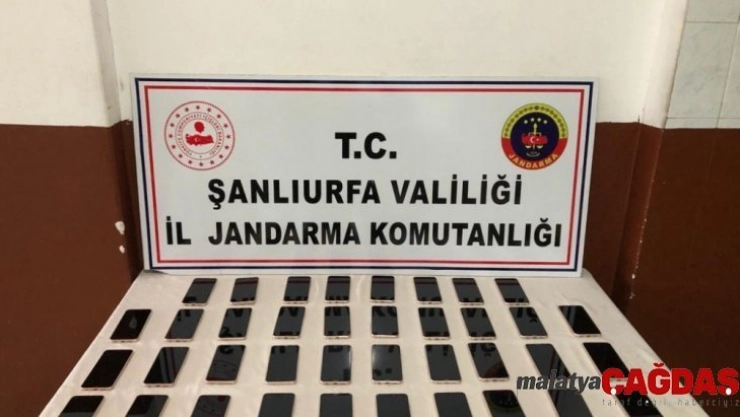 T.C.
ŞANLIURFA VALİLİĞİ
İL JANDARMA KOMUTANLIĞI
JANDARMA
malatyaÇAĞDAŞ